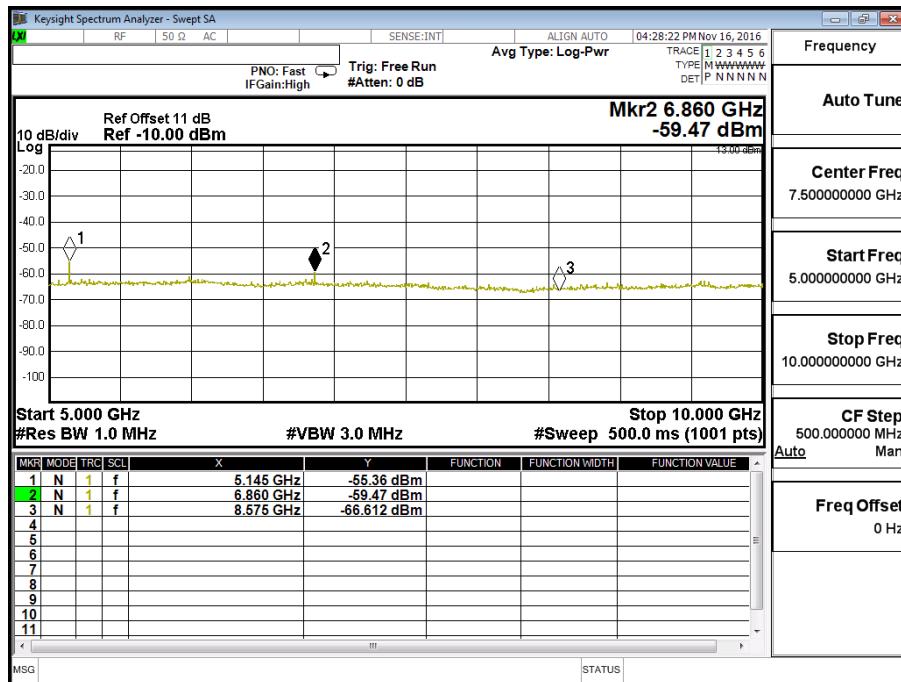 Keysight Spectrum Analyzer - Swept SA
LXI RF 50 Ω AC SENSE:INT ALIGN AUTO 04:28:22 PM Nov 16, 2016
Frequency
Avg Type: Log-Pwr
TRACE 1 2 3 4 5 6
PNO: Fast Trig: Free Run
TYPE M WWWWW
IFGain:High #Atten: 0 dB
DET P N N N N N
Auto Tune
Ref Offset 11 dB
Mkr2 6.860 GHz
10 dB/div Ref -10.00 dBm
-59.47 dBm
Log
13.00 dBm
-20.0
-30.0
-40.0
-50.0
-60.0
-70.0
-80.0
-90.0
-100
1
2
3
Center Freq
7.500000000 GHz
Start Freq
5.000000000 GHz
Stop Freq
10.000000000 GHz
Start 5.000 GHz Stop 10.000 GHz
#Res BW 1.0 MHz #VBW 3.0 MHz #Sweep 500.0 ms (1001 pts)
CF Step
500.000000 MHz
Auto Man
MKR MODE TRC SCL X Y FUNCTION FUNCTION WIDTH FUNCTION VALUE
1 N 1 f 5.145 GHz -55.36 dBm
2 N 1 f 6.860 GHz -59.47 dBm
3 N 1 f 8.575 GHz -66.612 dBm
4
5
6
7
8
9
10
11
Freq Offset
0 Hz
MSG STATUS